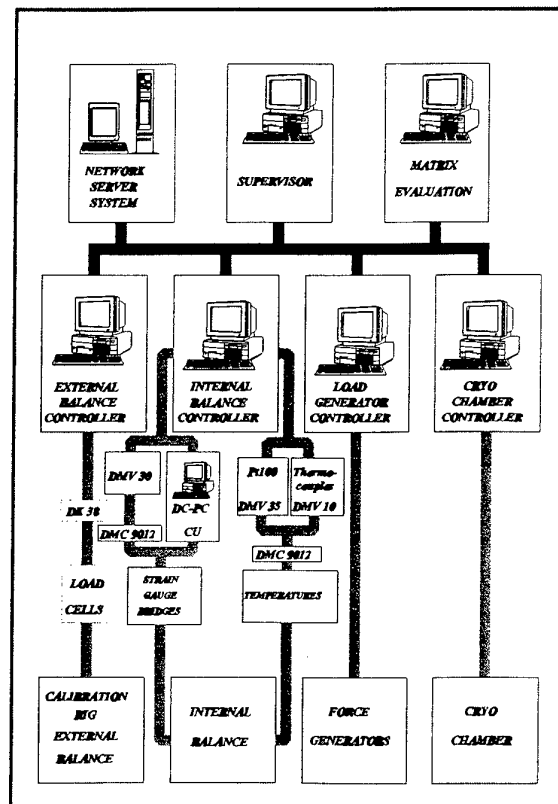 NETWORK
SERVER
SYSTEM
SUPERVISOR
MATRIX
EVALUATION
EXTERNAL
BALANCE
CONTROLLER
INTERNAL
BALANCE
CONTROLLER
LOAD
GENERATOR
CONTROLLER
CRYO
CHAMBER
CONTROLLER
DK 38
LOAD
CELLS
DMV 30
DMC 9012
DC-PC
CU
STRAIN
GAUGE
BRIDGES
Pt100
DMV 35
Thermo-
couples
DMV 10
DMC 9012
TEMPERATURES
CALIBRATION
RIG
EXTERNAL
BALANCE
INTERNAL
BALANCE
FORCE
GENERATORS
CRYO
CHAMBER